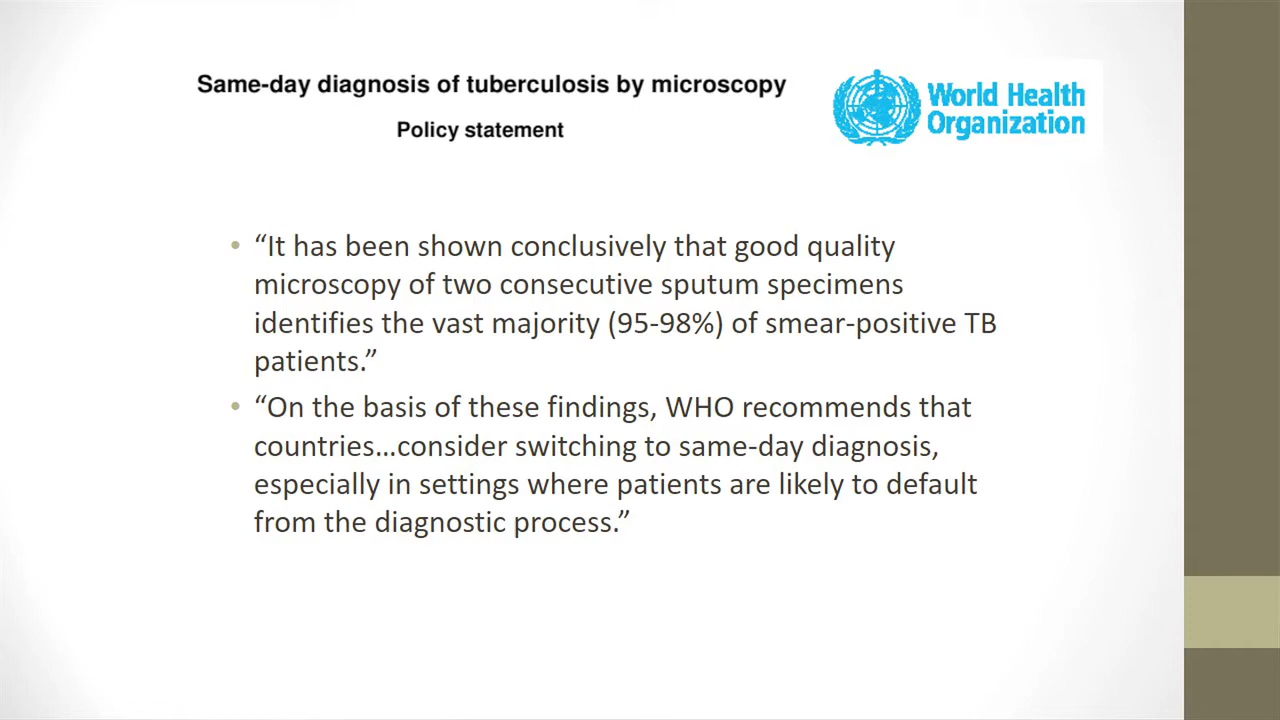 Same-day diagnosis of tuberculosis by microscopy
Policy statement
World Health
Organization
• “It has been shown conclusively that good quality
microscopy of two consecutive sputum specimens
identifies the vast majority (95-98%) of smear-positive TB
patients.”
• “On the basis of these findings, WHO recommends that
countries…consider switching to same-day diagnosis,
especially in settings where patients are likely to default
from the diagnostic process.”